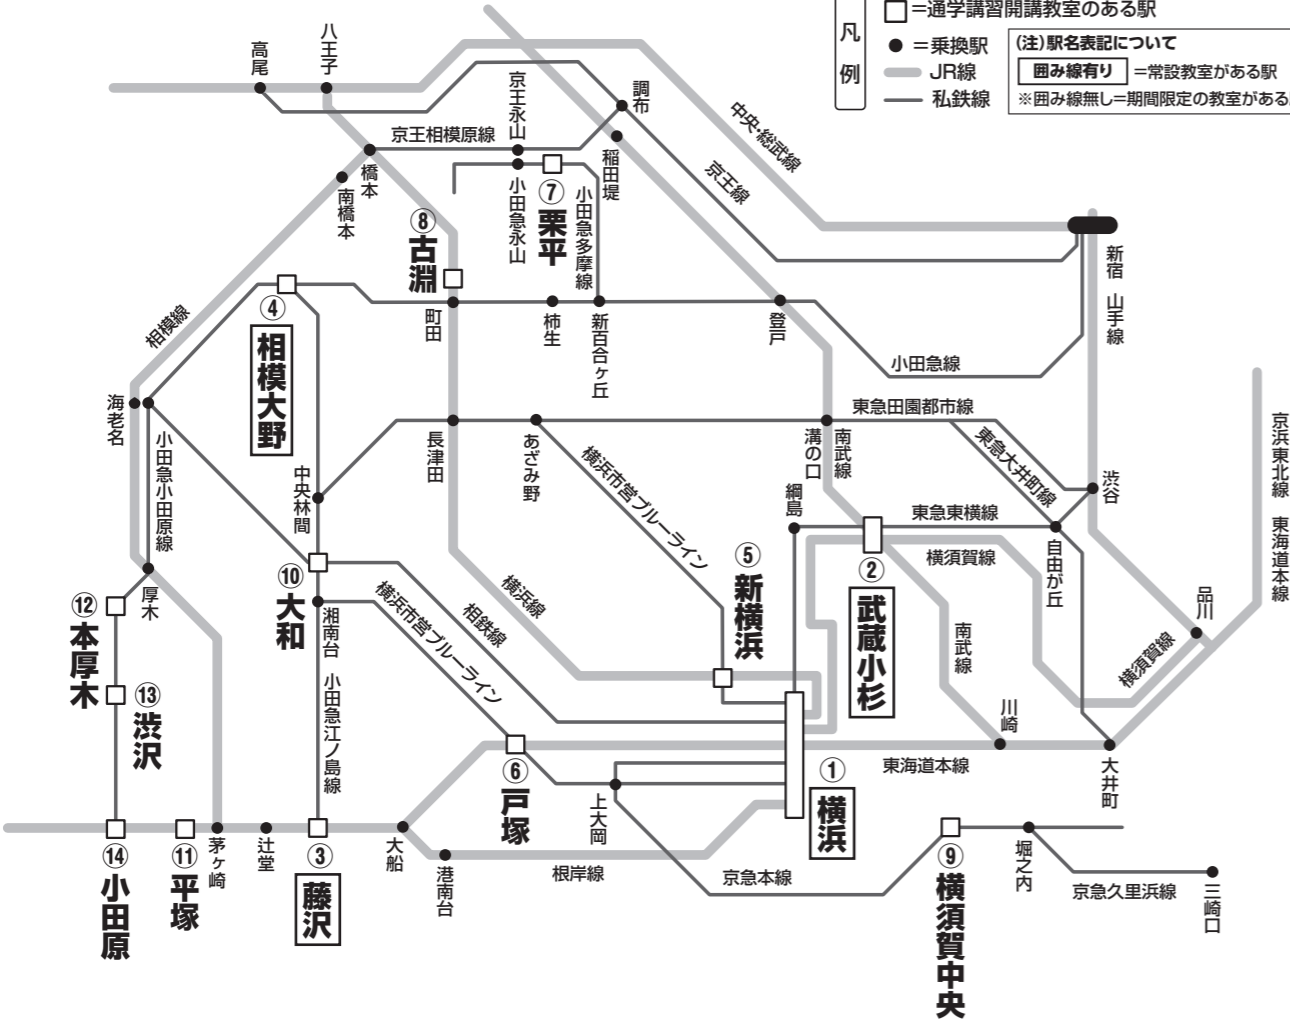 凡例
□=通学講習開講教室のある駅
●=乗換駅
JR線
私鉄線
(注)駅名表記について
囲み線有り =常設教室がある駅
※囲み線無し=期間限定の教室がある
高尾
八王子
京王永山
調布
中央・総武線
京王相模原線
橋本
南橋本
稲田堤
京王線
小田急永山
⑦栗平
小田急多摩線
⑧古淵
新宿
山手線
相模線
④相模大野
町田
柿生
新百合ヶ丘
登戸
小田急線
海老名
小田急小田原線
中央林間
長津田
あざみ野
横浜市営ブルーライン
溝の口
南武線
東急田園都市線
東急大井町線
渋谷
京浜東北線
東海道本線
綱島
東急東横線
横須賀線
自由が丘
②武蔵小杉
⑤新横浜
品川
横須賀線
南武線
厚木
⑫本厚木
⑬渋沢
⑩大和
湘南台
小田急江ノ島線
横浜市営ブルーライン
相鉄線
横浜線
川崎
東海道本線
大井町
⑥戸塚
上大岡
①横浜
⑭小田原
⑪平塚
茅ヶ崎
辻堂
③藤沢
大船
港南台
根岸線
京急本線
⑨横須賀中央
堀之内
京急久里浜線
三崎口